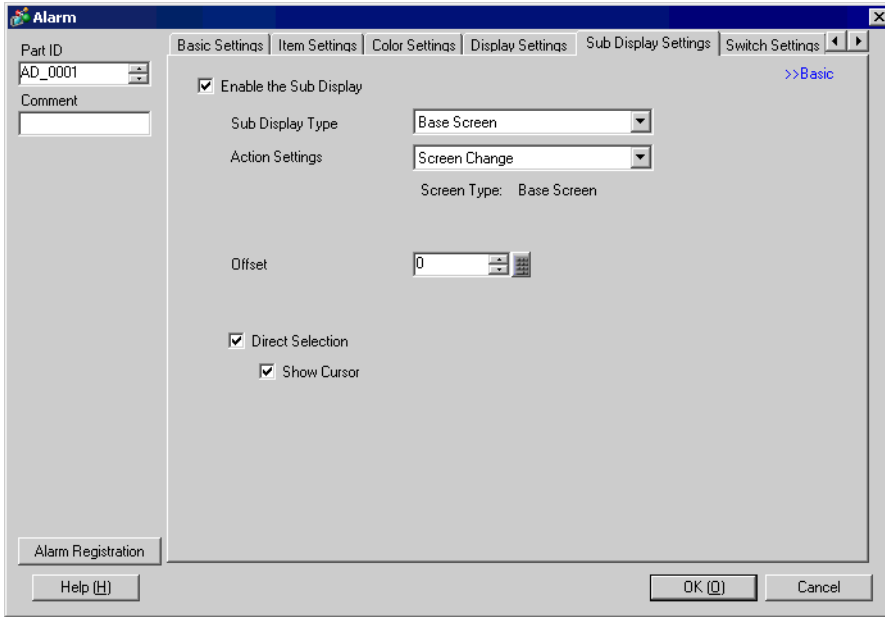 Alarm
Part ID
AD_0001
Comment
Basic Settings Item Settings Color Settings Display Settings Sub Display Settings Switch Settings
>>Basic
Enable the Sub Display
Sub Display Type Base Screen
Action Settings Screen Change
Screen Type: Base Screen
Offset 0
Direct Selection
Show Cursor
Alarm Registration
Help (H) OK (O) Cancel